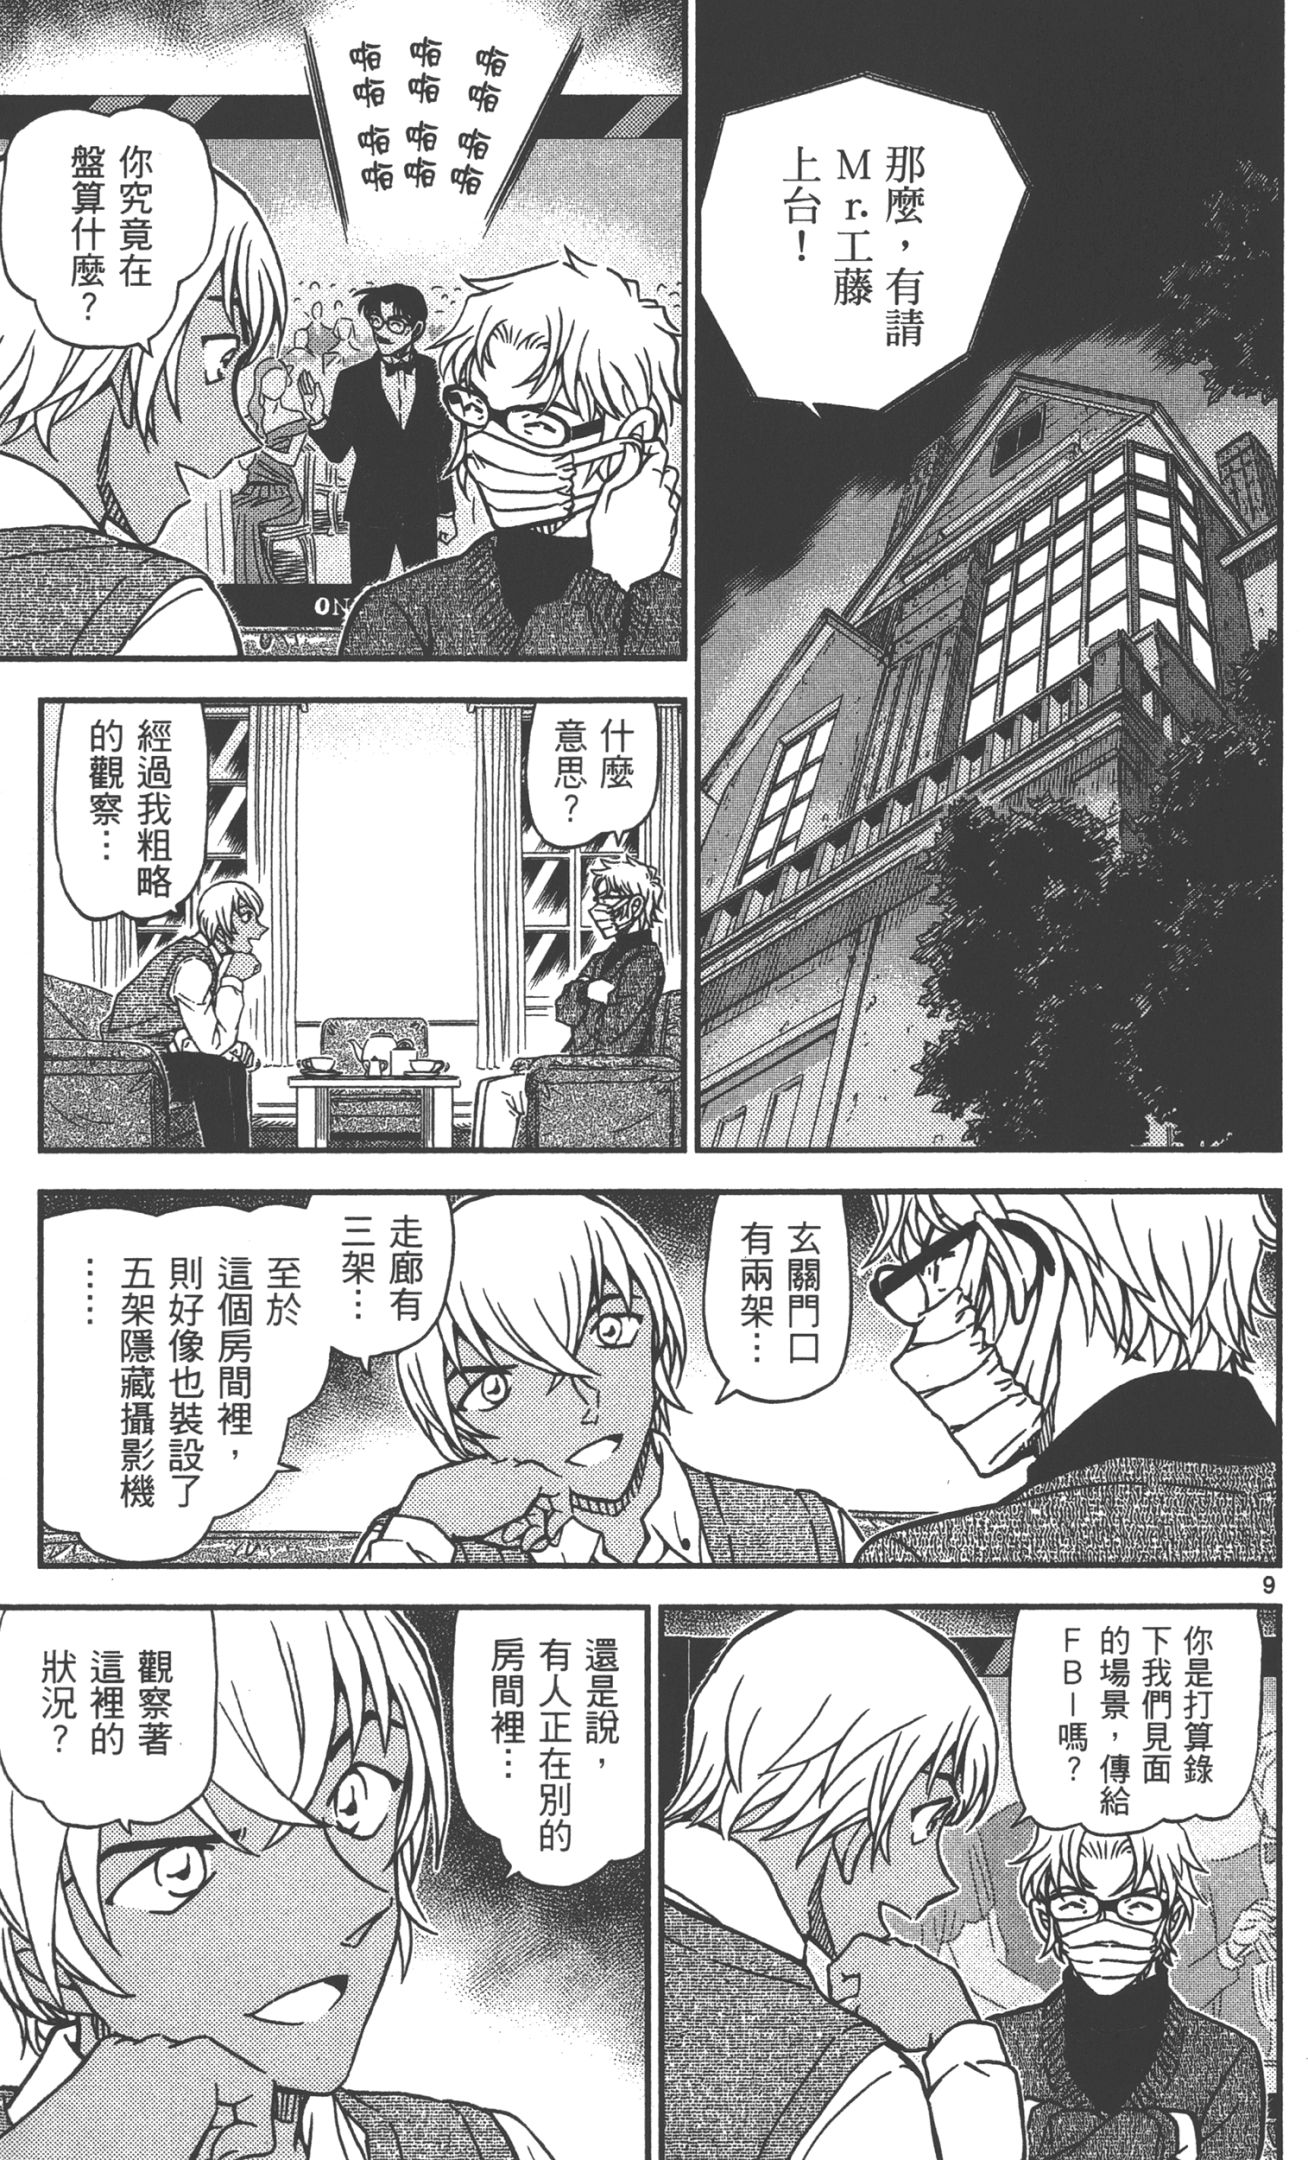 那麼，有請
Mr.工藤
上台！
啪啪啪啪
啪啪啪啪
啪啪啪啪
你究竟在
盤算什麼？
什麼
意思？
經過我粗略
的觀察…
玄關門口
有兩架…
走廊有
三架…
至於
這個房間裡，
則好像也裝設了
五架隱藏攝影機
……
9
你是打算錄
下我們見面
的場景，傳給
FBI嗎？
還是說，
有人正在別的
房間裡…
觀察著
這裡的
狀況？